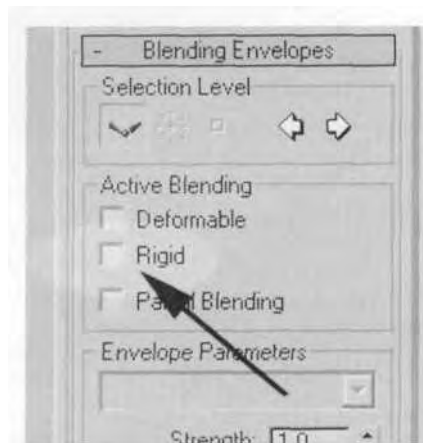 - Blending Envelopes
Selection Level
Active Blending
Deformable
Rigid
Blending
Envelope Parameters
Strength: 1.0